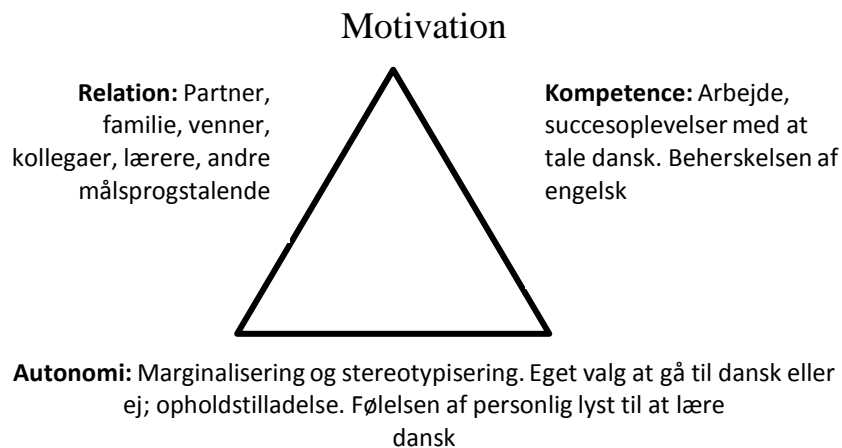 Motivation
Relation: Partner,
familie, venner,
kollegaer, lærere, andre
målsprogstalende
Kompetence: Arbejde,
succesoplevelser med at
tale dansk. Beherskelsen af
engelsk
Autonomi: Marginalisering og stereotypisering. Eget valg at gå til dansk eller
ej; opholdstilladelse. Følelsen af personlig lyst til at lære
dansk